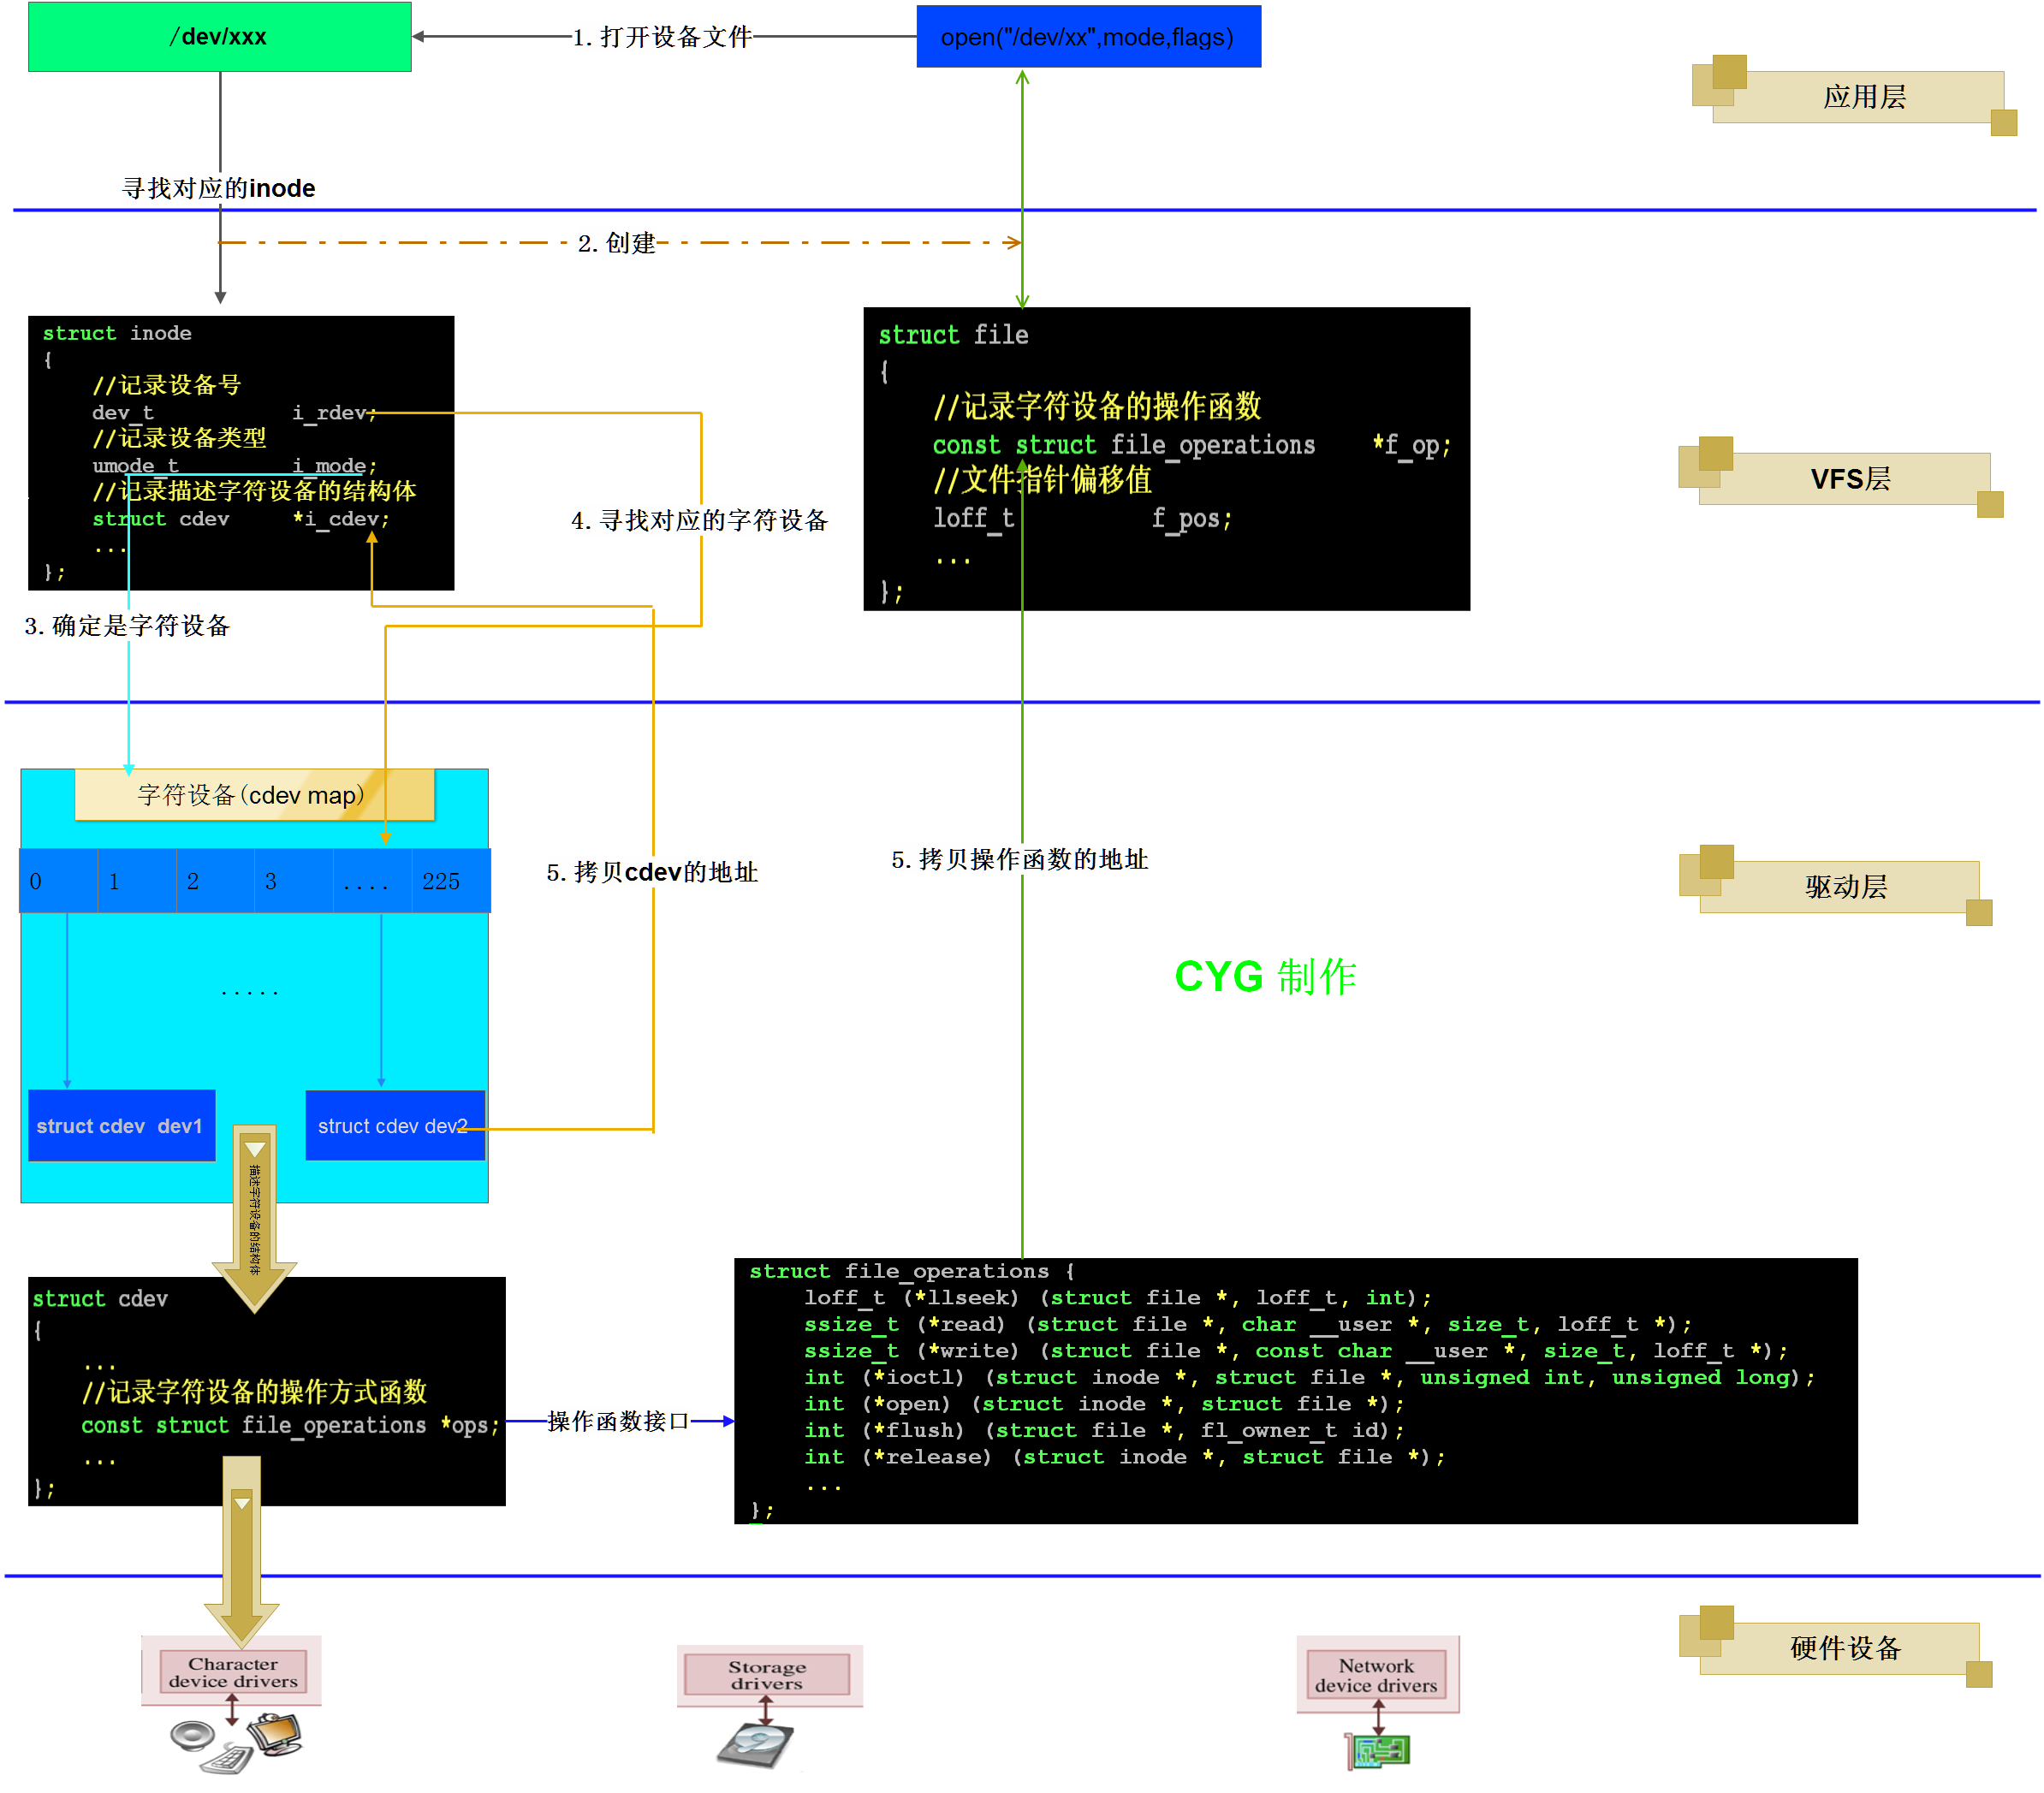 /dev/xxx
1.打开设备文件
open("/dev/xx",mode,flags)
应用层
寻找对应的inode
2.创建
struct inode
{
//记录设备号
dev_t i_rdev;
//记录设备类型
umode_t i_mode;
//记录描述字符设备的结构体
struct cdev *i_cdev;
...
};
struct file
{
//记录字符设备的操作函数
const struct file_operations *f_op;
//文件指针偏移值
loff_t f_pos;
...
};
VFS层
4.寻找对应的字符设备
3.确定是字符设备
字符设备(cdev map)
0 1 2 3 .... 225
.....
struct cdev dev1
struct cdev dev2
5.拷贝cdev的地址
5.拷贝操作函数的地址
驱动层
CYG 制作
描述字符设备的结构体
struct cdev
{
...
//记录字符设备的操作方式函数
const struct file_operations *ops;
...
};
操作函数接口
struct file_operations {
loff_t (*llseek) (struct file *, loff_t, int);
ssize_t (*read) (struct file *, char __user *, size_t, loff_t *);
ssize_t (*write) (struct file *, const char __user *, size_t, loff_t *);
int (*ioctl) (struct inode *, struct file *, unsigned int, unsigned long);
int (*open) (struct inode *, struct file *);
int (*flush) (struct file *, fl_owner_t id);
int (*release) (struct inode *, struct file *);
...
};
硬件设备
Character
device drivers
Storage
drivers
Network
device drivers